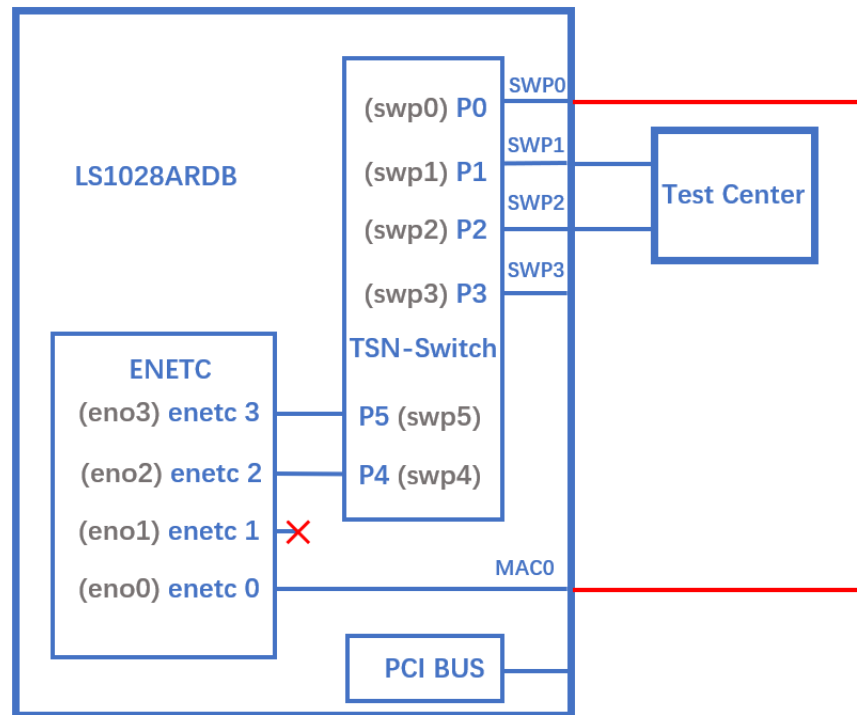 SWP0
(swp0) P0
SWP1
LS1028ARDB
(swp1) P1
Test Center
SWP2
(swp2) P2
SWP3
(swp3) P3
TSN-Switch
ENETC
(eno3) enetc 3
P5 (swp5)
(eno2) enetc 2
P4 (swp4)
(eno1) enetc 1
MAC0
(eno0) enetc 0
PCI BUS